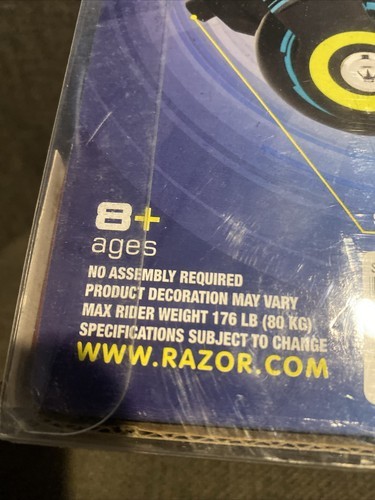 8+
ages
NO ASSEMBLY REQUIRED
PRODUCT DECORATION MAY VARY
MAX RIDER WEIGHT 176 LB (80 KG)
SPECIFICATIONS SUBJECT TO CHANGE
WWW.RAZOR.COM